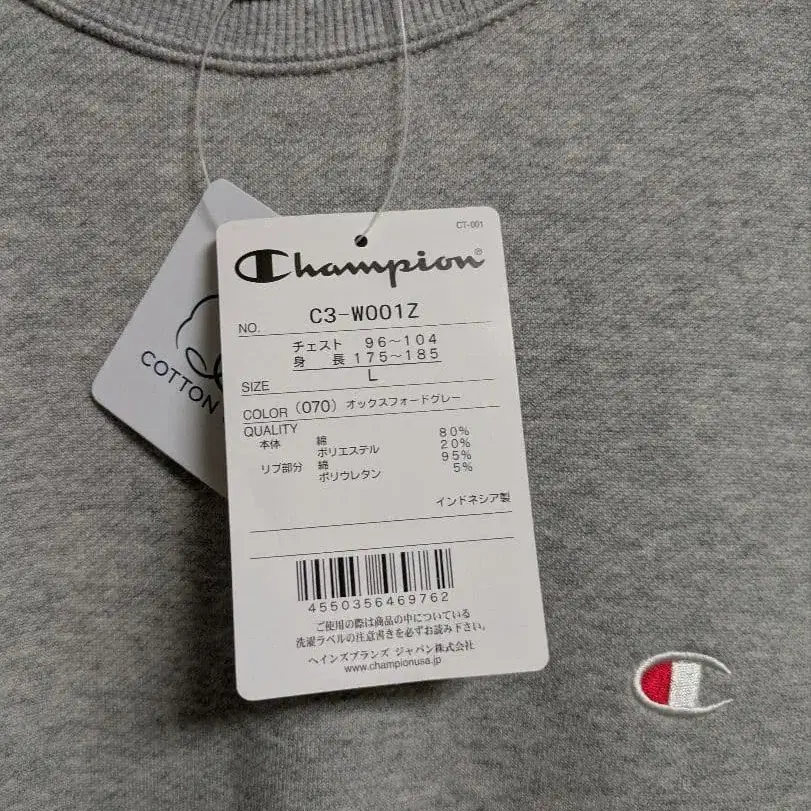 CT-001
Champion®
NO. C3-W001Z
チェスト 96～104
身 長 175～185
SIZE L
COLOR (070) オックスフォードグレー
QUALITY
本体 綿 80%
ポリエステル 20%
リブ部分 綿 95%
ポリウレタン 5%
インドネシア製
4550356469762
ご使用の際は商品の中についている
洗濯ラベルの注意書きを必ずお読み下さい。
ヘインズブランズ ジャパン株式会社
www.championusa.jp
COTTON